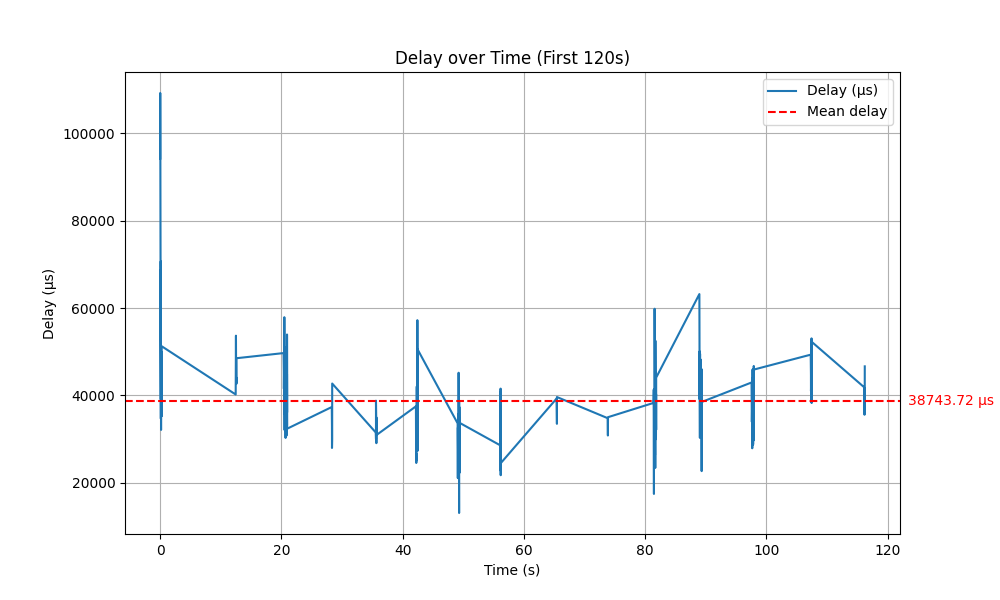 Delay over Time (First 120s)
Delay (µs)
Mean delay
100000
80000
60000
40000
20000
Delay (µs)
38743.72 µs
0 20 40 60 80 100 120
Time (s)